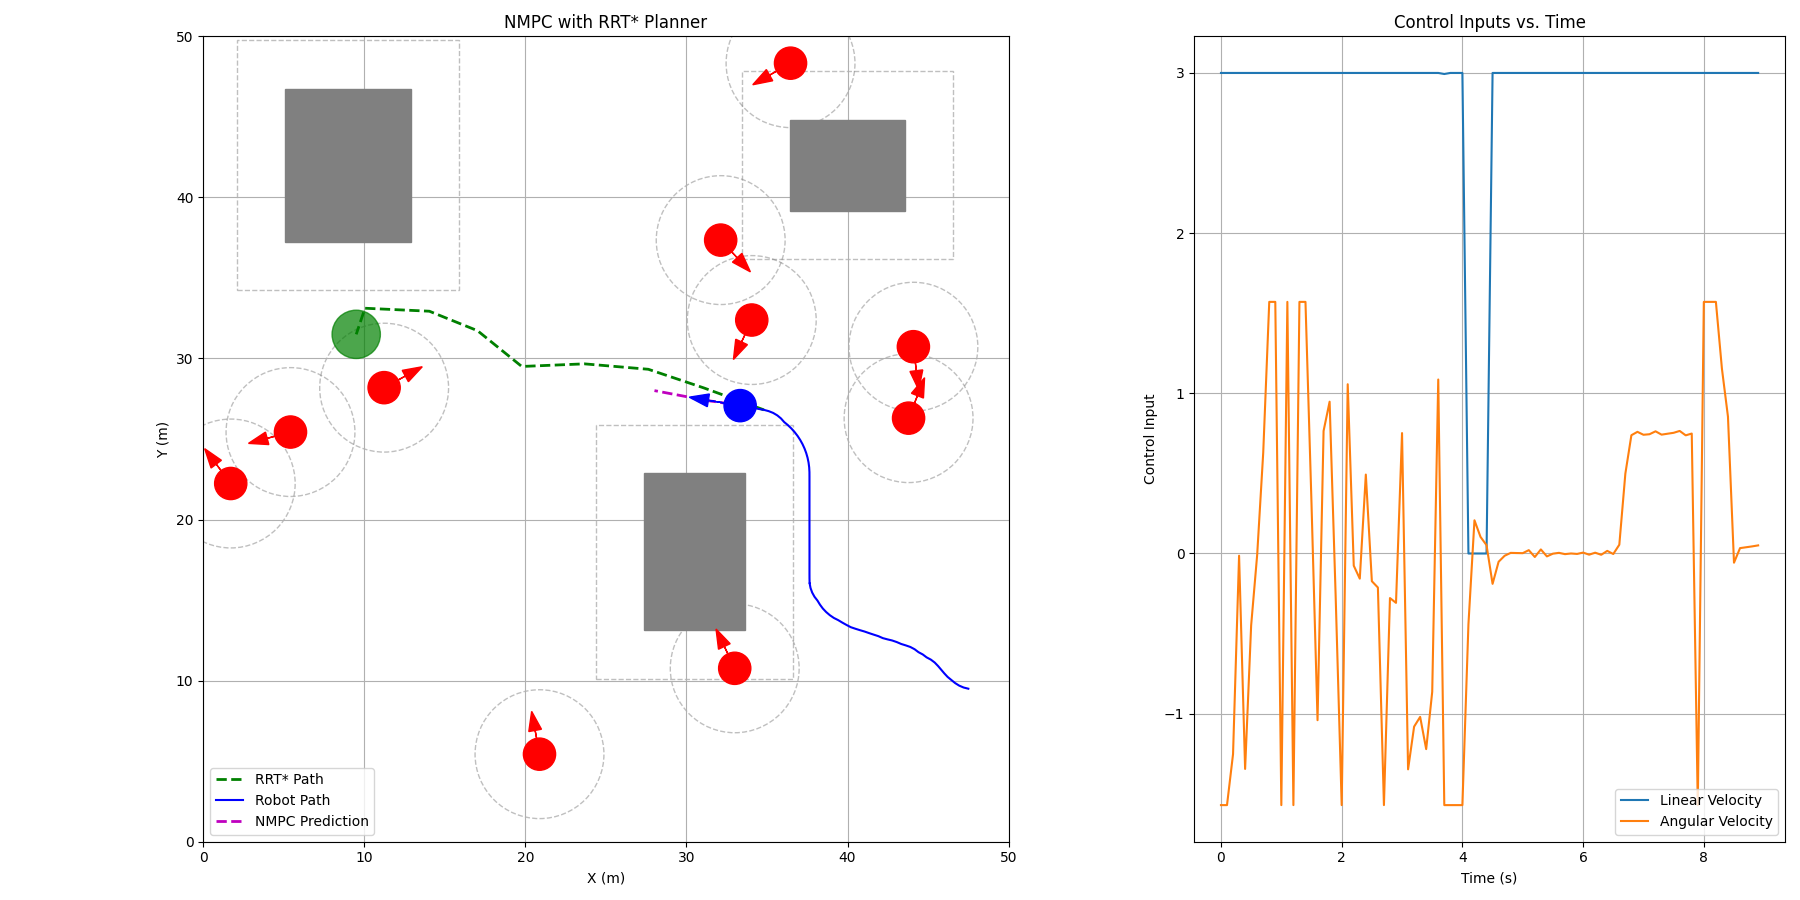 NMPC with RRT* Planner
50
40
30
20
10
0
Y (m)
0 10 20 30 40 50
X (m)
RRT* Path
Robot Path
NMPC Prediction
Control Inputs vs. Time
3
2
1
0
−1
Control Input
0 2 4 6 8
Time (s)
Linear Velocity
Angular Velocity